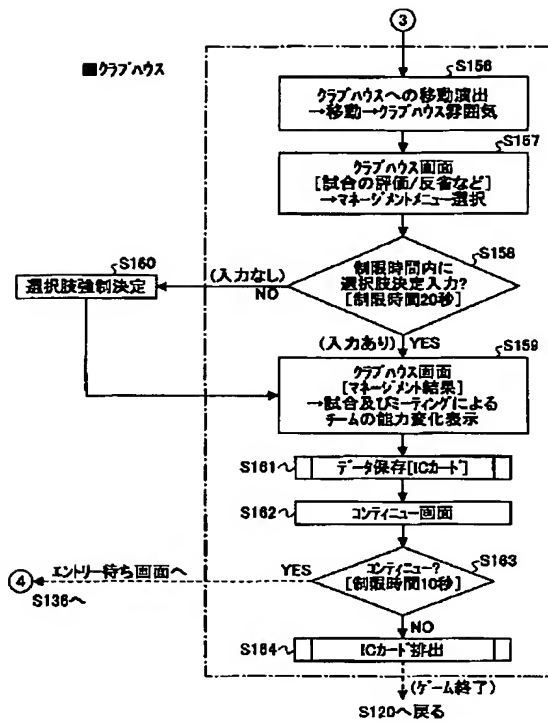 3
■クラブハウス
S156
クラブハウスへの移動演出
→移動→クラブハウス雰囲気
S157
クラブハウス画面
[試合の評価/反省など]
→マネージメントメニュー選択
S158
制限時間内に
選択肢決定入力?
[制限時間20秒]
(入力なし)
NO
S160
選択肢強制決定
(入力あり)
YES
S159
クラブハウス画面
[マネージメント結果]
→試合及びミーティングによる
チームの能力変化表示
S161
データ保存[ICカード]
S162
コンティニュー画面
S163
コンティニュー?
[制限時間10秒]
YES
エントリー待ち画面へ
4
S136へ
NO
S164
ICカード排出
(ゲーム終了)
S120へ戻る